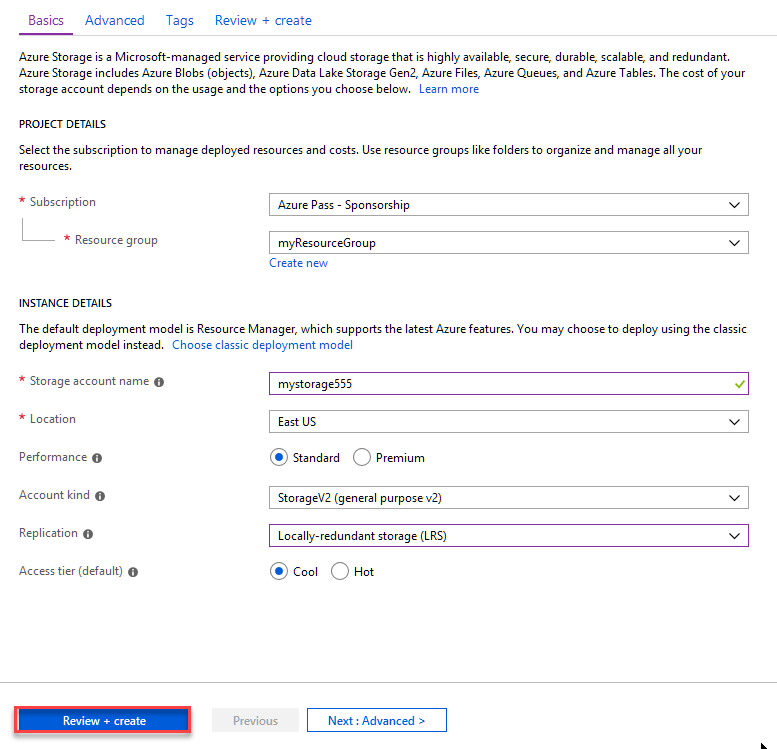 Basics Advanced Tags Review + create
Azure Storage is a Microsoft-managed service providing cloud storage that is highly available, secure, durable, scalable, and redundant.
Azure Storage includes Azure Blobs (objects), Azure Data Lake Storage Gen2, Azure Files, Azure Queues, and Azure Tables. The cost of your
storage account depends on the usage and the options you choose below. Learn more
PROJECT DETAILS
Select the subscription to manage deployed resources and costs. Use resource groups like folders to organize and manage all your
resources.
* Subscription Azure Pass - Sponsorship
* Resource group myResourceGroup
Create new
INSTANCE DETAILS
The default deployment model is Resource Manager, which supports the latest Azure features. You may choose to deploy using the classic
deployment model instead. Choose classic deployment model
* Storage account name mystorage555
* Location East US
Performance Standard Premium
Account kind StorageV2 (general purpose v2)
Replication Locally-redundant storage (LRS)
Access tier (default) Cool Hot
Review + create Previous Next : Advanced >